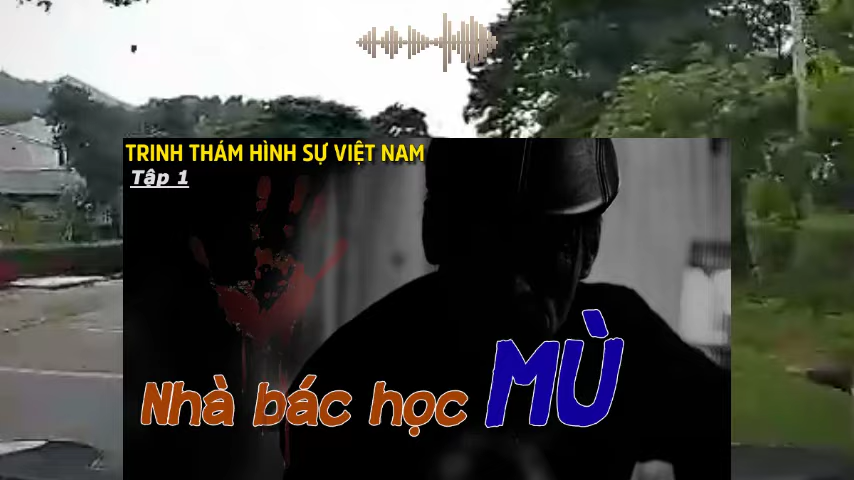 TRINH THÁM HÌNH SỰ VIỆT NAM
Tập 1
Nhà bác học MÙ